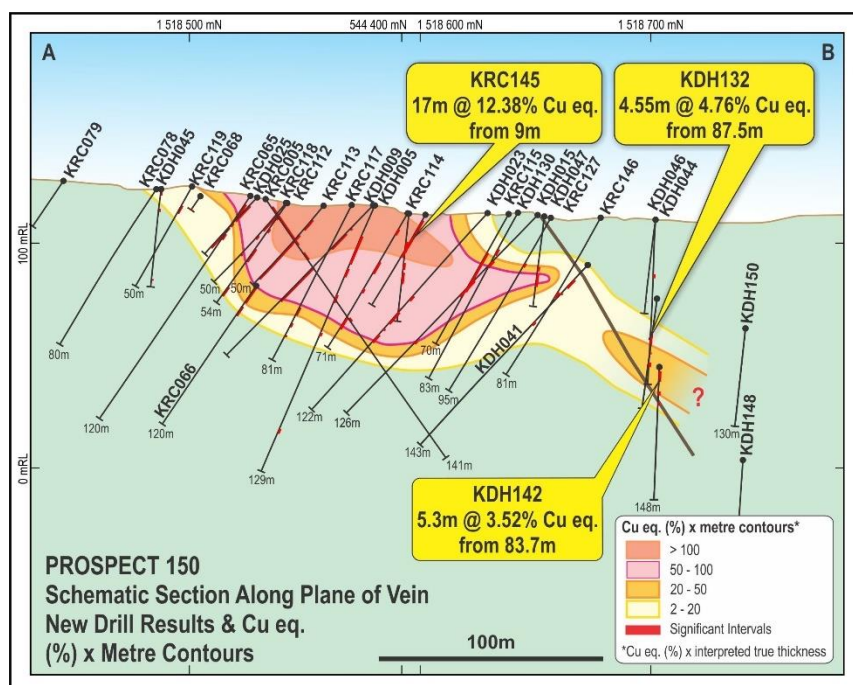 1 518 500 mN
544 400 mN
1 518 600 mN
1 518 700 mN
A
B
KRC145
17m @ 12.38% Cu eq.
from 9m
KDH132
4.55m @ 4.76% Cu eq.
from 87.5m
KRC079
KRC078
KDH045
KRC119
KRC068
KRC065
KDH055
KRC005
KRC118
KRC112
KRC113
KRC117
KDH009
KDH005
KRC114
KDH023
KRC115
KDH130
KDH015
KDH047
KRC127
KRC146
KDH046
KDH044
100 mRL
0 mRL
50m
50m
50m
54m
80m
81m
71m
70m
83m
95m
81m
KDH041
KDH150
KRC066
120m
120m
122m
126m
143m
141m
129m
130m
KDH148
148m
?
KDH142
5.3m @ 3.52% Cu eq.
from 83.7m
PROSPECT 150
Schematic Section Along Plane of Vein
New Drill Results & Cu eq.
(%) x Metre Contours
100m
Cu eq. (%) x metre contours*
> 100
50 - 100
20 - 50
2 - 20
Significant Intervals
*Cu eq. (%) x interpreted true thickness